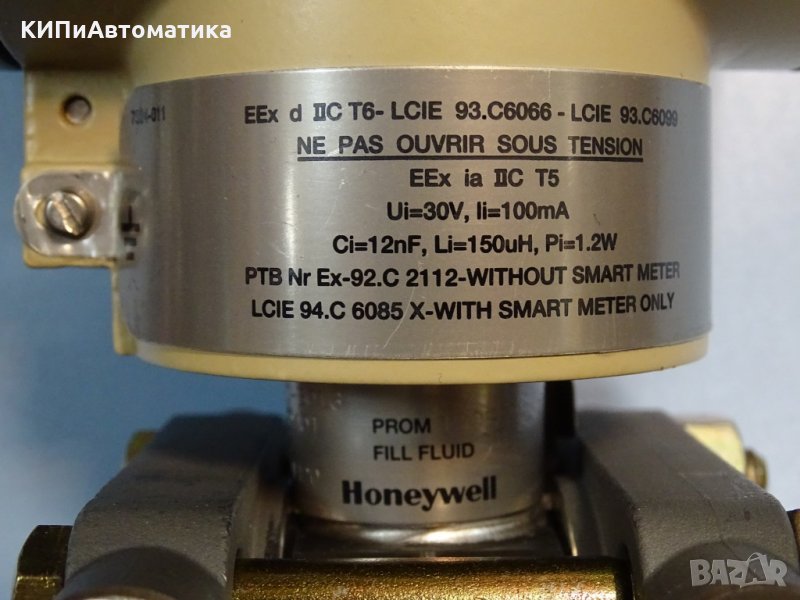 КИПиАвтоматика
EEx d IIC T6- LCIE 93.C6066 - LCIE 93.C6099
NE PAS OUVRIR SOUS TENSION
EEx ia IIC T5
Ui=30V, Ii=100mA
Ci=12nF, Li=150uH, Pi=1.2W
PTB Nr Ex-92.C 2112-WITHOUT SMART METER
LCIE 94.C 6085 X-WITH SMART METER ONLY
PROM
FILL FLUID
Honeywell
BAZAR